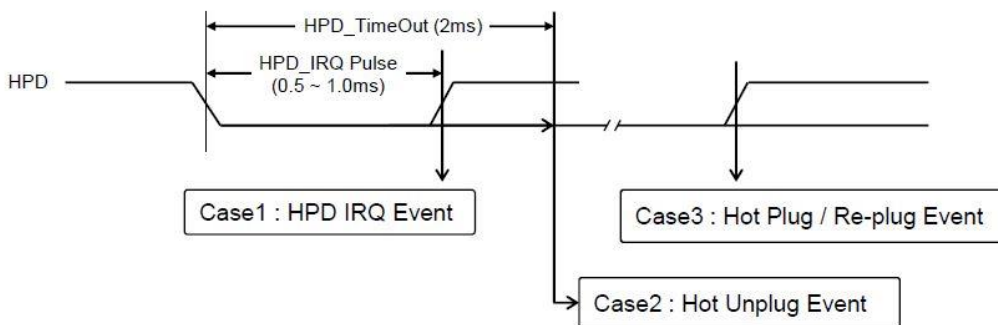 HPD_TimeOut (2ms)
HPD_IRQ Pulse
(0.5 ~ 1.0ms)
HPD
Case1 : HPD IRQ Event
Case3 : Hot Plug / Re-plug Event
Case2 : Hot Unplug Event